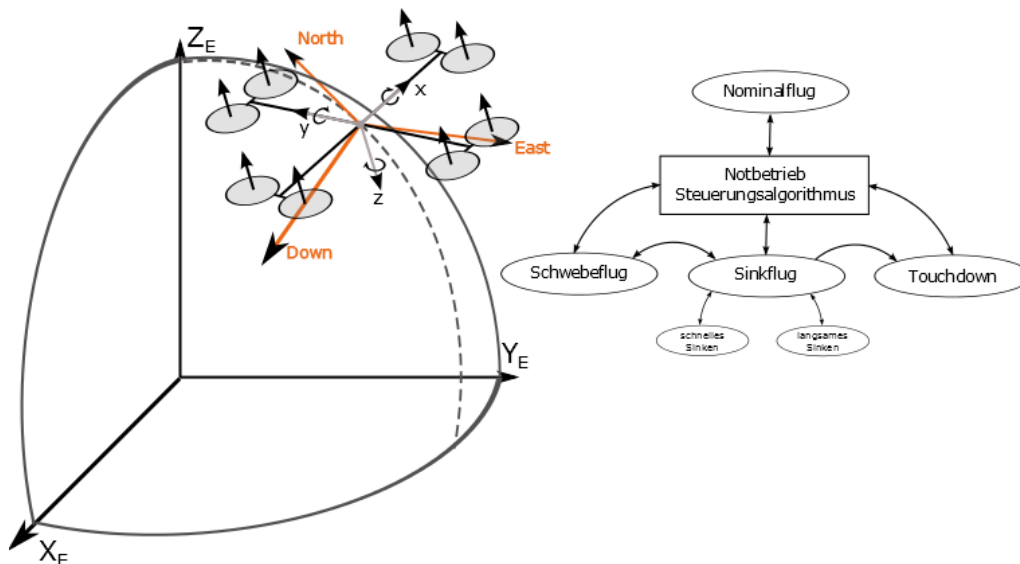 Z_E
North
x
y
East
z
Down
Y_E
X_E
Nominalflug
Notbetrieb
Steuerungsalgorithmus
Schwebeflug
Sinkflug
Touchdown
schnelles
Sinken
langsames
Sinken